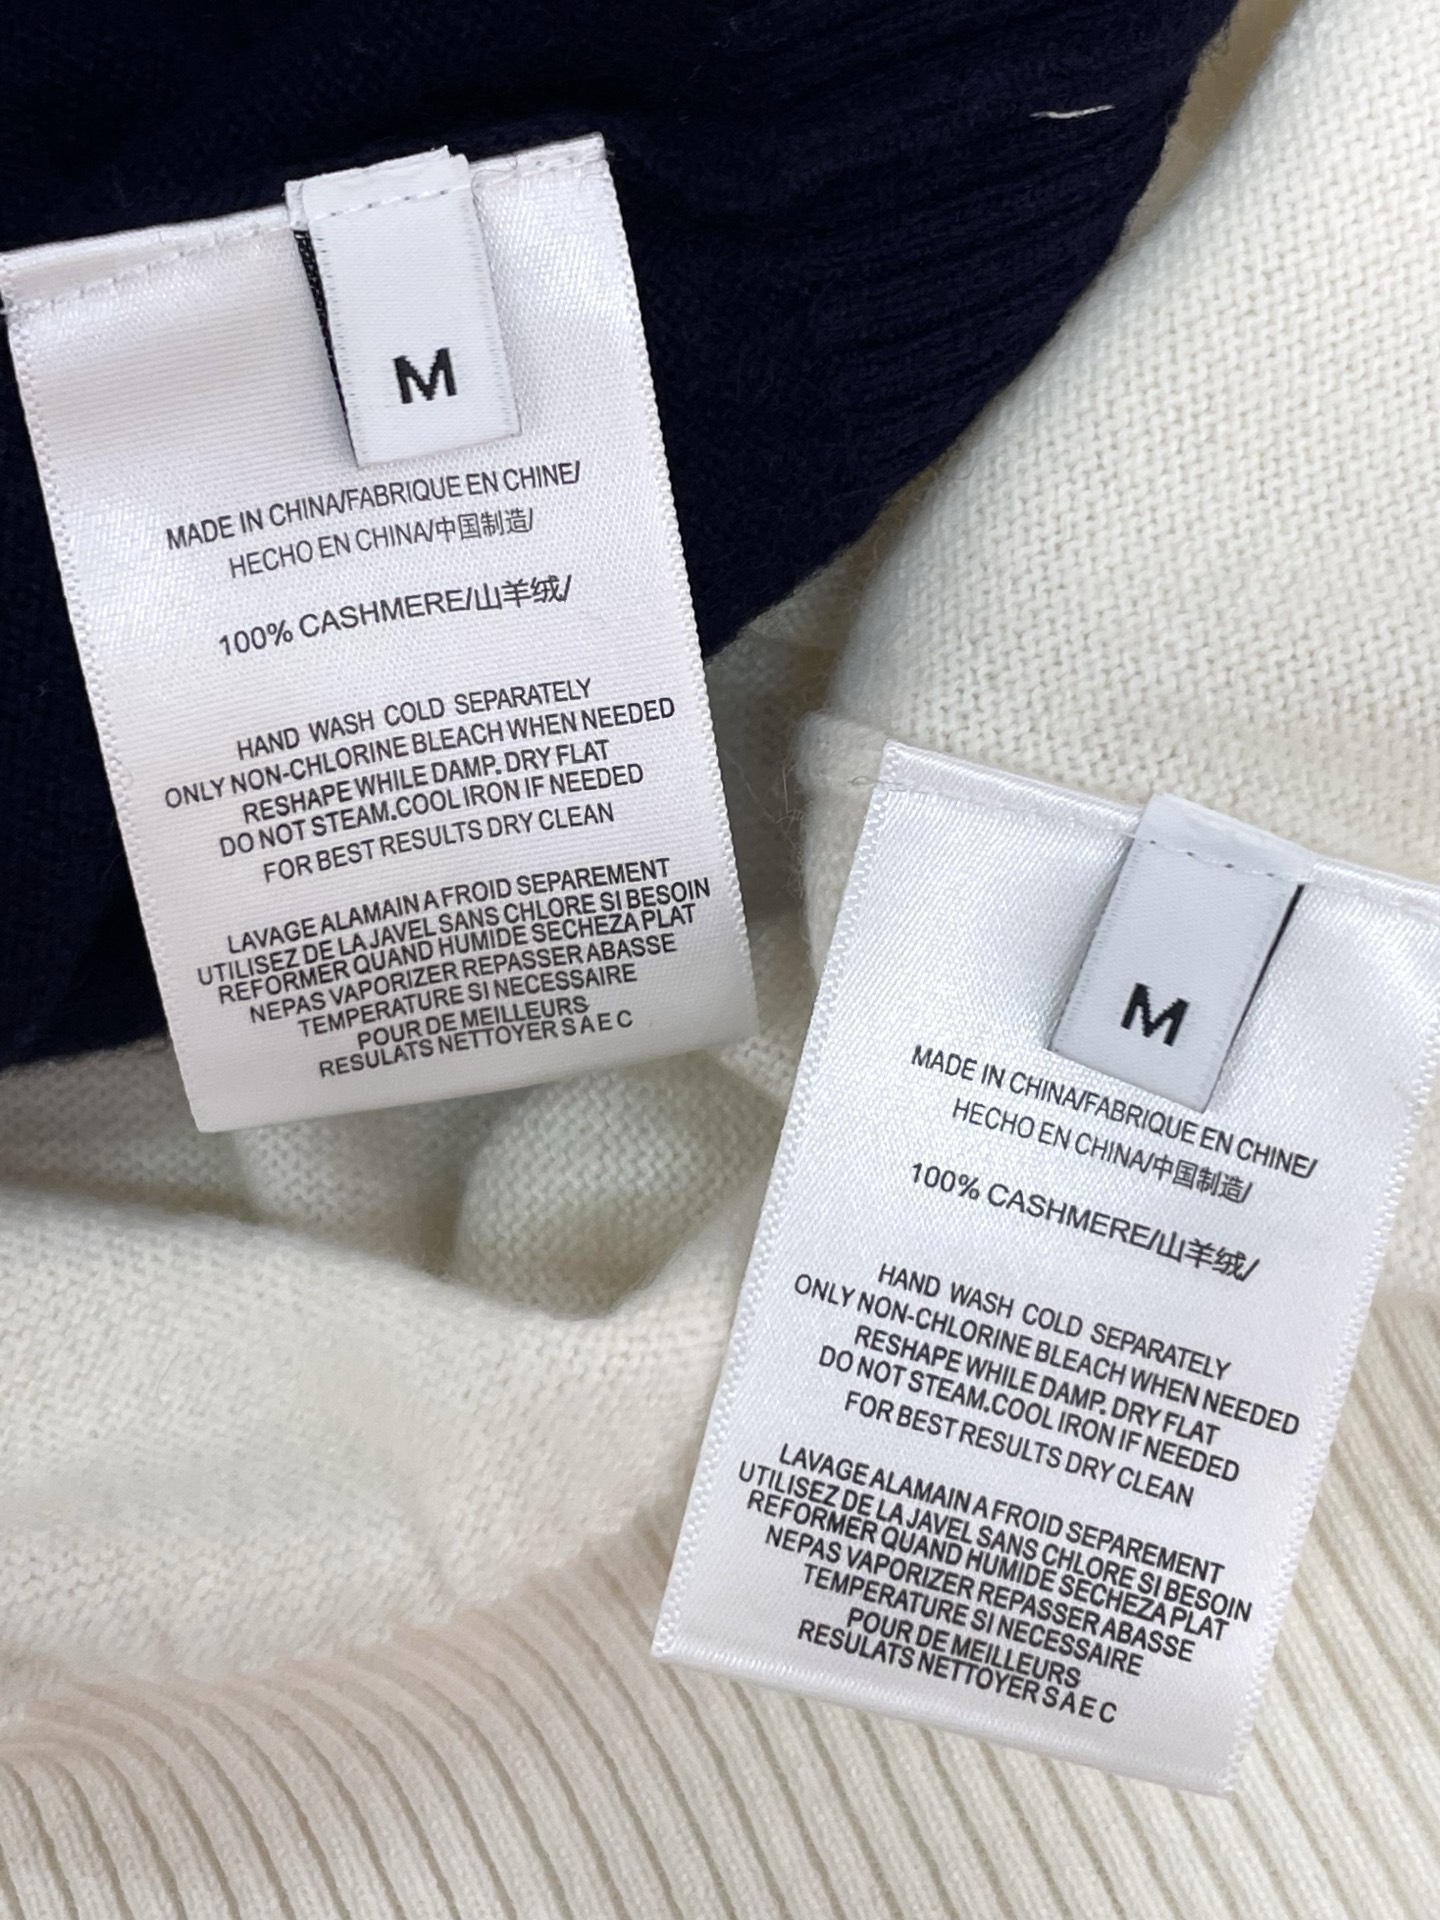 M
MADE IN CHINA/FABRIQUE EN CHINE/
HECHO EN CHINA/中国制造/
100% CASHMERE/山羊绒/
HAND WASH COLD SEPARATELY
ONLY NON-CHLORINE BLEACH WHEN NEEDED
RESHAPE WHILE DAMP. DRY FLAT
DO NOT STEAM.COOL IRON IF NEEDED
FOR BEST RESULTS DRY CLEAN
LAVAGE ALAMAIN A FROID SEPAREMENT
UTILISEZ DE LA JAVEL SANS CHLORE SI BESOIN
REFORMER QUAND HUMIDE SECHEZA PLAT
NEPAS VAPORIZER REPASSER ABASSE
TEMPERATURE SI NECESSAIRE
POUR DE MEILLEURS
RESULATS NETTOYER S A E C
M
MADE IN CHINA/FABRIQUE EN CHINE/
HECHO EN CHINA/中国制造/
100% CASHMERE/山羊绒/
HAND WASH COLD SEPARATELY
ONLY NON-CHLORINE BLEACH WHEN NEEDED
RESHAPE WHILE DAMP. DRY FLAT
DO NOT STEAM.COOL IRON IF NEEDED
FOR BEST RESULTS DRY CLEAN
LAVAGE ALAMAIN A FROID SEPAREMENT
UTILISEZ DE LA JAVEL SANS CHLORE SI BESOIN
REFORMER QUAND HUMIDE SECHEZA PLAT
NEPAS VAPORIZER REPASSER ABASSE
TEMPERATURE SI NECESSAIRE
POUR DE MEILLEURS
RESULATS NETTOYER S A E C